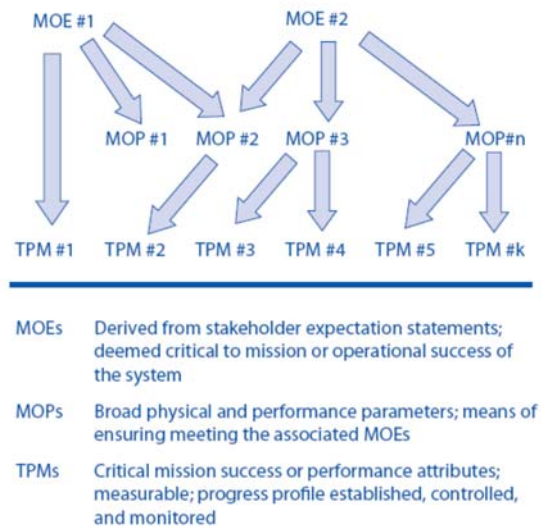 MOE #1
MOE #2
MOP #1
MOP #2
MOP #3
MOP#n
TPM #1
TPM #2
TPM #3
TPM #4
TPM #5
TPM #k
MOEs Derived from stakeholder expectation statements;
deemed critical to mission or operational success of
the system
MOPs Broad physical and performance parameters; means of
ensuring meeting the associated MOEs
TPMs Critical mission success or performance attributes;
measurable; progress profile established, controlled,
and monitored